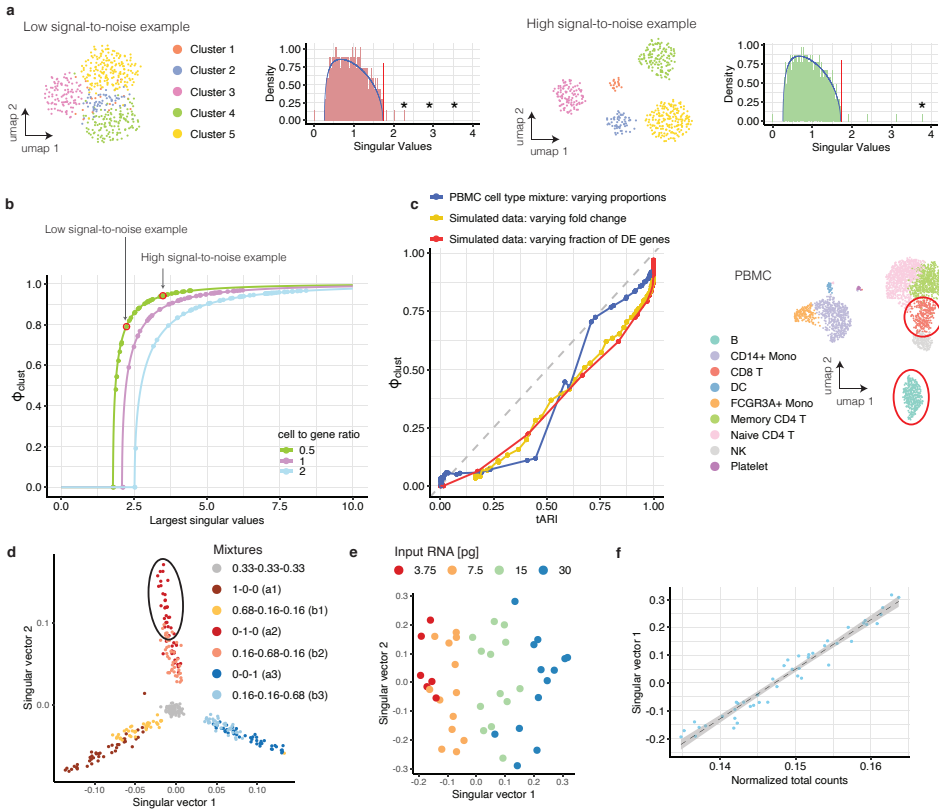 a
Low signal-to-noise example
Cluster 1
Cluster 2
Cluster 3
Cluster 4
Cluster 5
umap 2
umap 1
Density
1.00
0.75
0.50
0.25
0.00
* * *
0 1 2 3 4
Singular Values
High signal-to-noise example
umap 2
umap 1
Density
1.00
0.75
0.50
0.25
0.00
*
0 1 2 3 4
Singular Values
b
Low signal-to-noise example
High signal-to-noise example
ϕclust
1.0
0.8
0.6
0.4
0.2
0.0
cell to gene ratio
0.5
1
2
0.0 2.5 5.0 7.5 10.0
Largest singular values
c
PBMC cell type mixture: varying proportions
Simulated data: varying fold change
Simulated data: varying fraction of DE genes
ϕclust
1.00
0.75
0.50
0.25
0.00
0.00 0.25 0.50 0.75 1.00
tARI
PBMC
B
CD14+ Mono
CD8 T
DC
FCGR3A+ Mono
Memory CD4 T
Naive CD4 T
NK
Platelet
umap 2
umap 1
d
Mixtures
0.33-0.33-0.33
1-0-0 (a1)
0.68-0.16-0.16 (b1)
0-1-0 (a2)
0.16-0.68-0.16 (b2)
0-0-1 (a3)
0.16-0.16-0.68 (b3)
Singular vector 2
0.1
0.0
-0.10 -0.05 0.00 0.05 0.10
Singular vector 1
e
Input RNA [pg]
3.75 7.5 15 30
Singular vector 2
0.3
0.2
0.1
0.0
-0.1
-0.2
-0.3
-0.2 -0.1 0.0 0.1 0.2 0.3
Singular vector 1
f
Singular vector 1
0.3
0.2
0.1
0.0
-0.1
-0.2
0.14 0.15 0.16
Normalized total counts